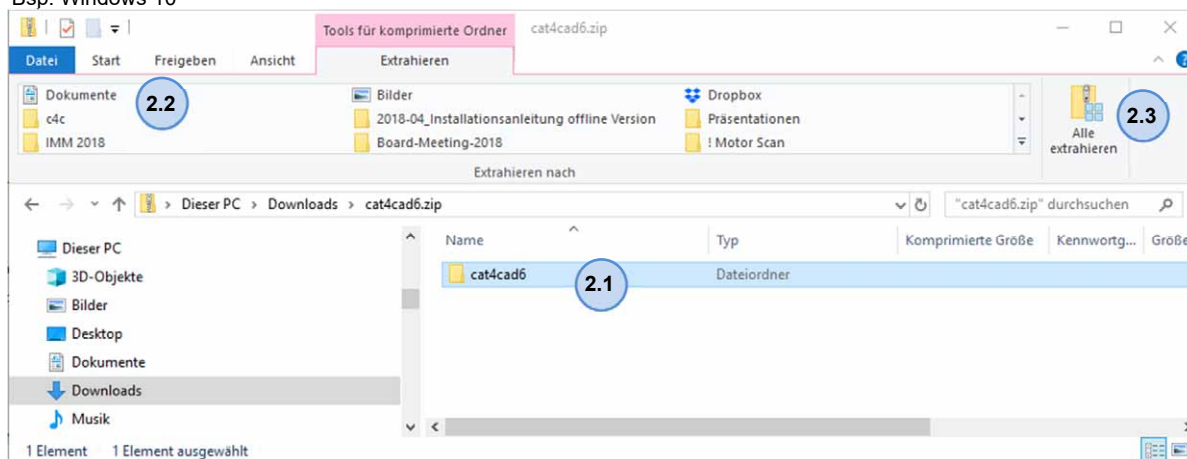 Bsp. Windows 10
Tools für komprimierte Ordner cat4cad6.zip
Datei Start Freigeben Ansicht Extrahieren
Dokumente 2.2 Bilder Dropbox 2.3
c4c 2018-04_Installationsanleitung offline Version Präsentationen
IMM 2018 Board-Meeting-2018 ! Motor Scan
Alle
extrahieren
Extrahieren nach
Dieser PC > Downloads > cat4cad6.zip "cat4cad6.zip" durchsuchen
Name Typ Komprimierte Größe Kennwortg... Größe
cat4cad6 2.1 Dateiordner
Dieser PC
3D-Objekte
Bilder
Desktop
Dokumente
Downloads
Musik
1 Element 1 Element ausgewählt